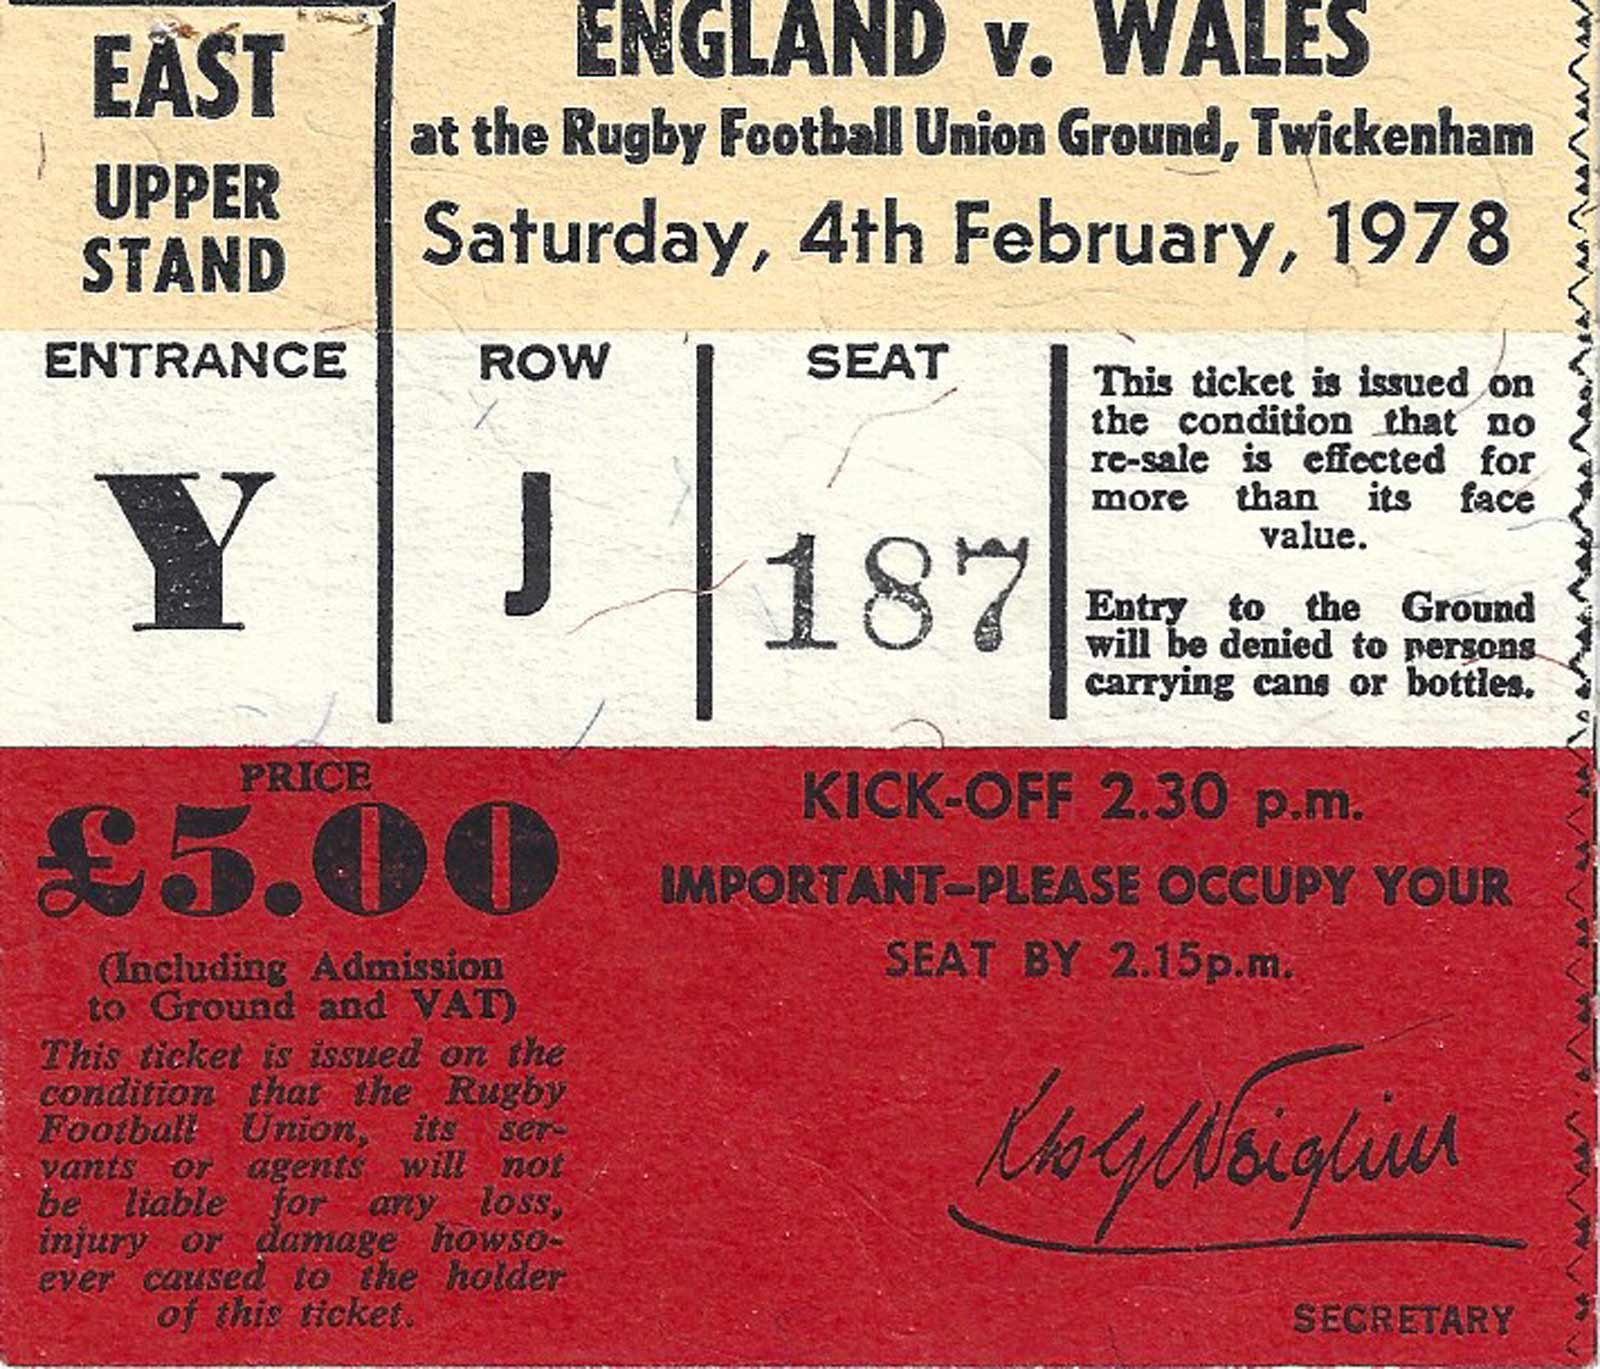 EAST
UPPER
STAND
ENGLAND v. WALES
at the Rugby Football Union Ground, Twickenham
Saturday, 4th February, 1978
ENTRANCE
Y
ROW
J
SEAT
187
This ticket is issued on
the condition that no
re-sale is effected for
more than its face
value.
Entry to the Ground
will be denied to persons
carrying cans or bottles.
PRICE
£5.00
(Including Admission
to Ground and VAT)
This ticket is issued on the
condition that the Rugby
Football Union, its ser-
vants or agents will not
be liable for any loss,
injury or damage howso-
ever caused to the holder
of this ticket.
KICK-OFF 2.30 p.m.
IMPORTANT—PLEASE OCCUPY YOUR
SEAT BY 2.15p.m.
SECRETARY